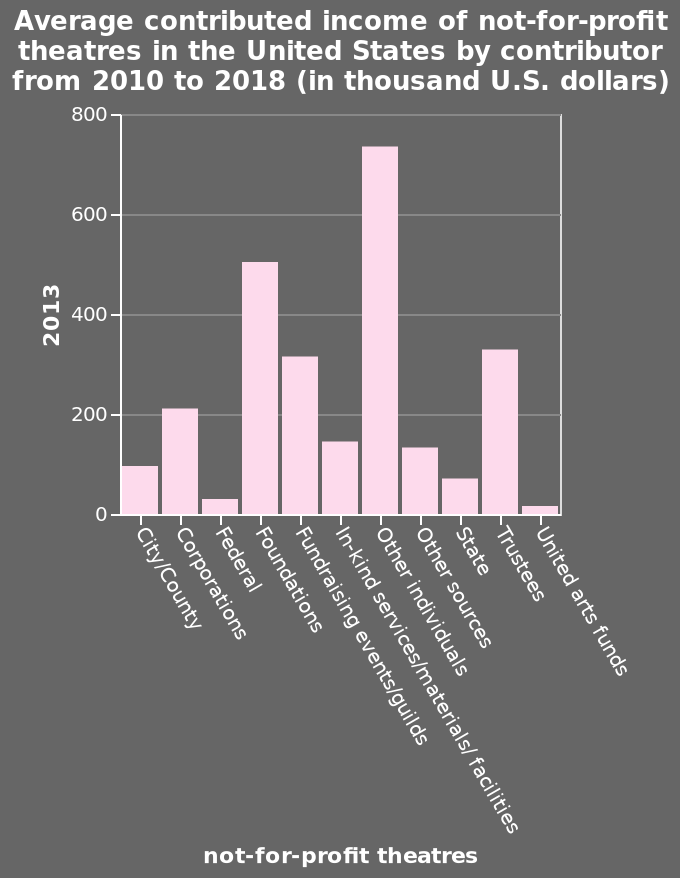 Average contributed income of not-for-profit
theatres in the United States by contributor
from 2010 to 2018 (in thousand U.S. dollars)
2013
800
600
400
200
0
City/County
Corporations
Federal
Foundations
Fundraising events/guilds
In-kind services/materials/ facilities
Other individuals
Other sources
State
Trustees
United arts funds
not-for-profit theatres